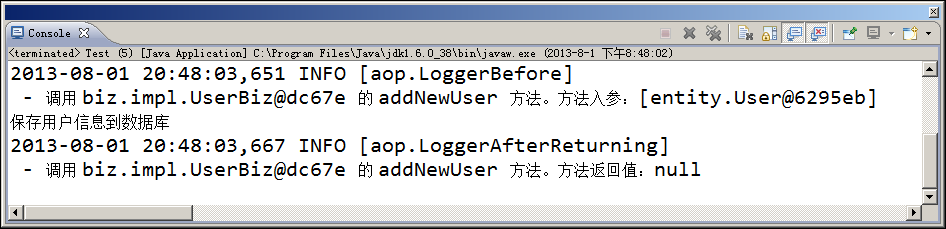 Console
<terminated> Test (5) [Java Application] C:\Program Files\Java\jdk1.6.0_38\bin\javaw.exe (2013-8-1 下午8:48:02)
2013-08-01 20:48:03,651 INFO [aop.LoggerBefore]
- 调用 biz.impl.UserBiz@dc67e 的 addNewUser 方法。方法入参：[entity.User@6295eb]
保存用户信息到数据库
2013-08-01 20:48:03,667 INFO [aop.LoggerAfterReturning]
- 调用 biz.impl.UserBiz@dc67e 的 addNewUser 方法。方法返回值：null